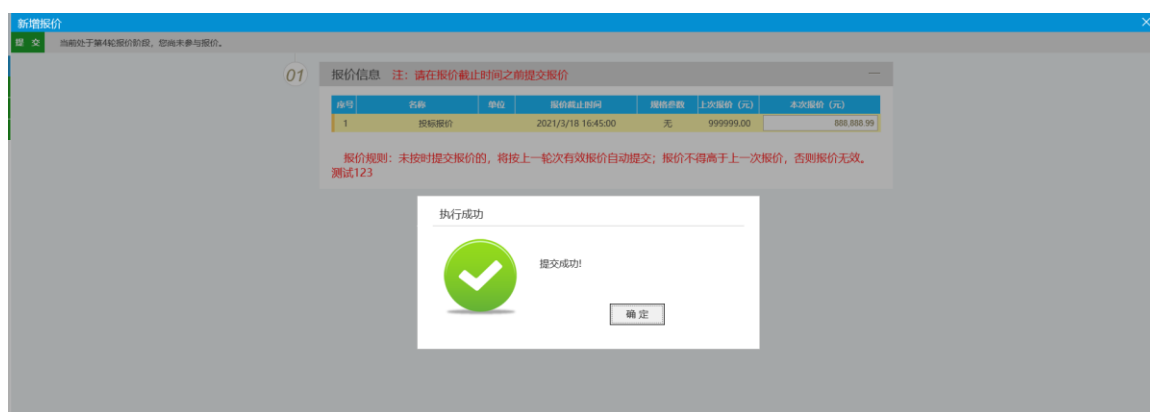 新增报价
提 交 当前处于第4轮报价阶段，您尚未参与报价。
01 报价信息 注：请在报价截止时间之前提交报价
序号 名称 单位 报价截止时间 规格参数 上次报价（元） 本次报价（元）
1 投标报价 2021/3/18 16:45:00 无 999999.00 888,888.99
报价规则：未按时提交报价的，将按上一轮次有效报价自动提交；报价不得高于上一次报价，否则报价无效。
测试123
执行成功
提交成功!
确 定